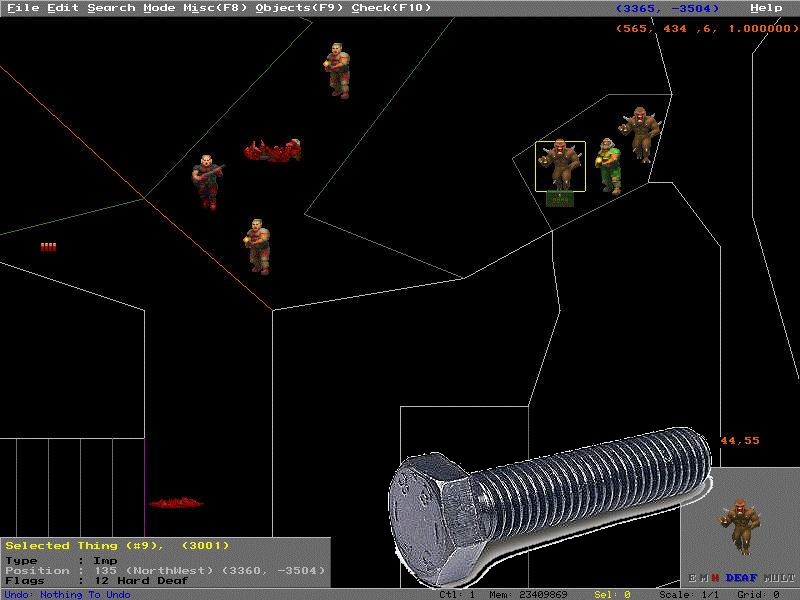 File Edit Search Mode Misc(F8) Objects(F9) Check(F10) (3365, -3504) Help
(565, 434 ,6, 1.000000)
44,55
Selected Thing (#9), (3001)
Type : Imp
Position : 135 (NorthWest) (3360, -3504)
Flags : 12 Hard Deaf
E M H DEAF MULT
Undo: Nothing To Undo Ctl: 1 Mem: 23409869 Sel: 0 Scale: 1/1 Grid: 0